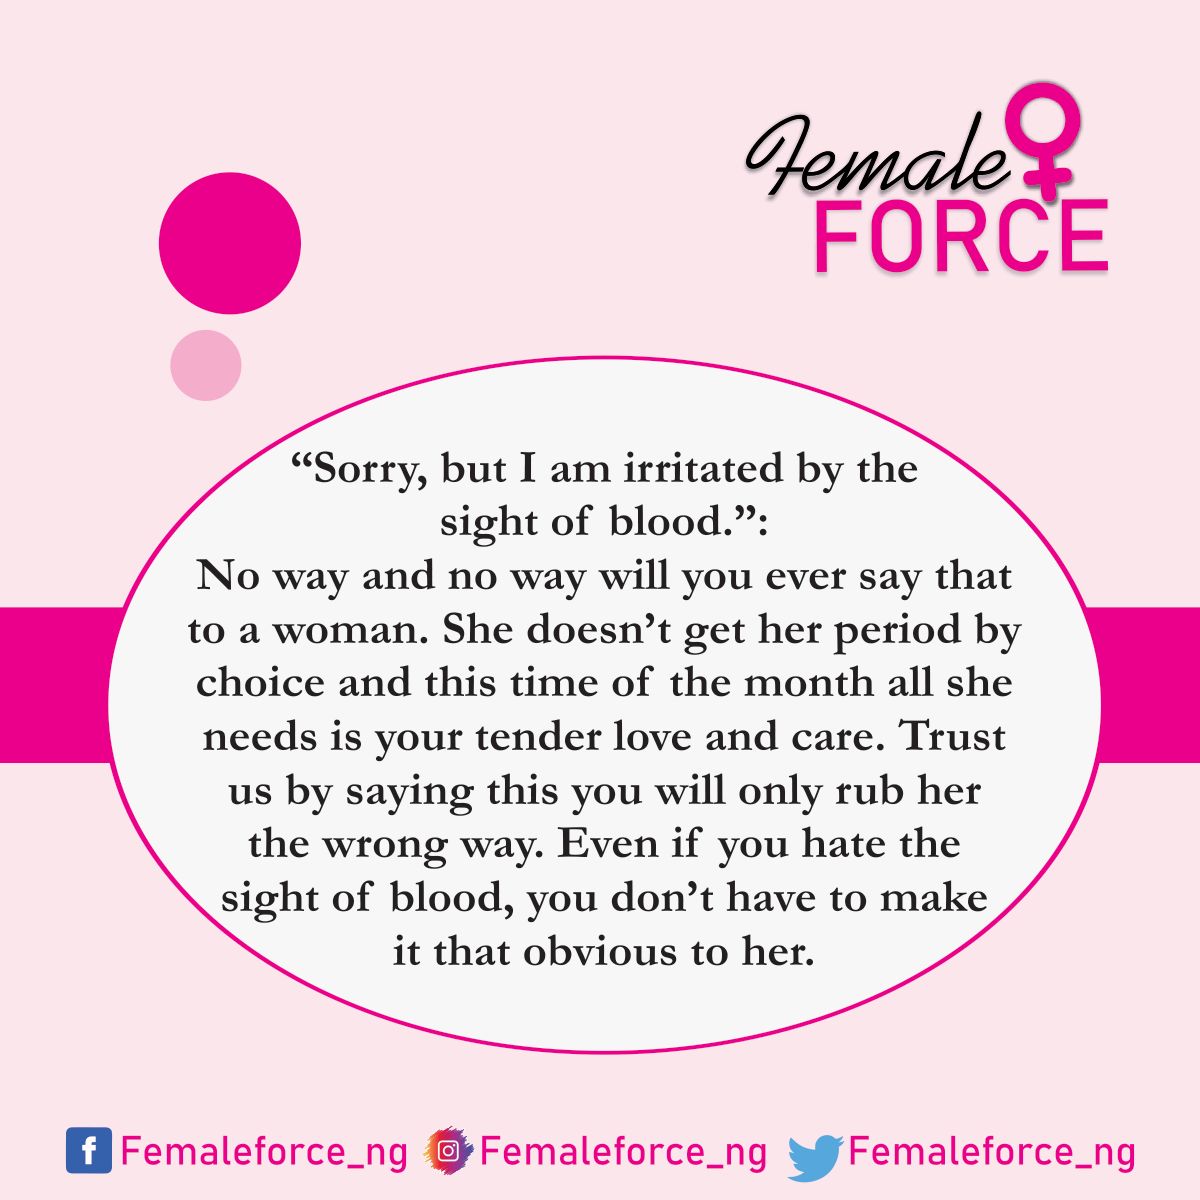 Female
FORCE
“Sorry, but I am irritated by the
sight of blood.”:
No way and no way will you ever say that
to a woman. She doesn’t get her period by
choice and this time of the month all she
needs is your tender love and care. Trust
us by saying this you will only rub her
the wrong way. Even if you hate the
sight of blood, you don’t have to make
it that obvious to her.
Femaleforce_ng Femaleforce_ng Femaleforce_ng